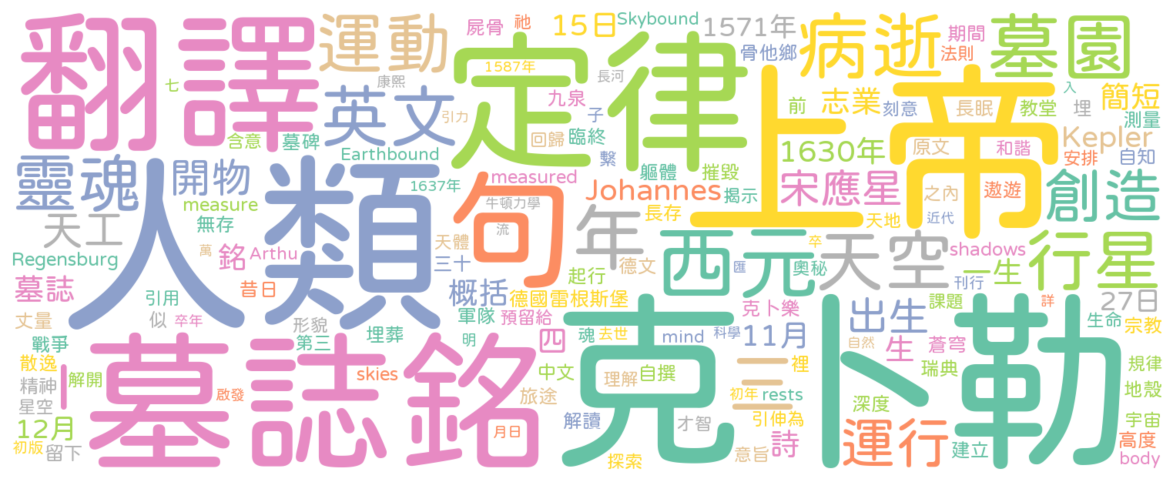 屍骨 祂 15日 Skybound 1571年 病逝 墓園 期間
翻譯 運動 定律 1587年 長河 骨他鄉 法則
七 康熙 九泉 子 前 志業 刻意 長眠 教堂 埋 入 簡短
英文 引力 回歸 臨終 上帝 測量
含意 墓碑 繫 1630年 原文 和諧 Kepler 安排 自知
靈魂 開物 Earthbound 軀體 摧毀
人類 1637年 measured Johannes 揭示 宋應星 之內 遨遊 創造
measure 句 牛頓力學 年 長存 天地 近代
天工 無存 銘 Arthu 天體 流 西元 卒 天空 shadows 行星
Regensburg 萬 三十 德文 奧秘 一生
墓誌 昔日 概括 起行 匯 刊行
引用 德國雷根斯堡 克卜樂 出生 課題 27日
丈量 似 卒年 形貌 軍隊 預留給 11月 詳
戰爭 第三 埋葬 明 四 魂 去世 mind 科學 生 蒼穹 生命 宗教
散逸 墓誌銘 克卜勒 裡 自然
一 解開 skies 中文 理解 自撰 三 瑞典 規律
精神 啟發 旅途 初年 rests 地殼
星空 解讀 才智 引伸為 深度 宇宙
12月 月日 詩 運行 建立 高度
初版 留下 探索 意旨 body